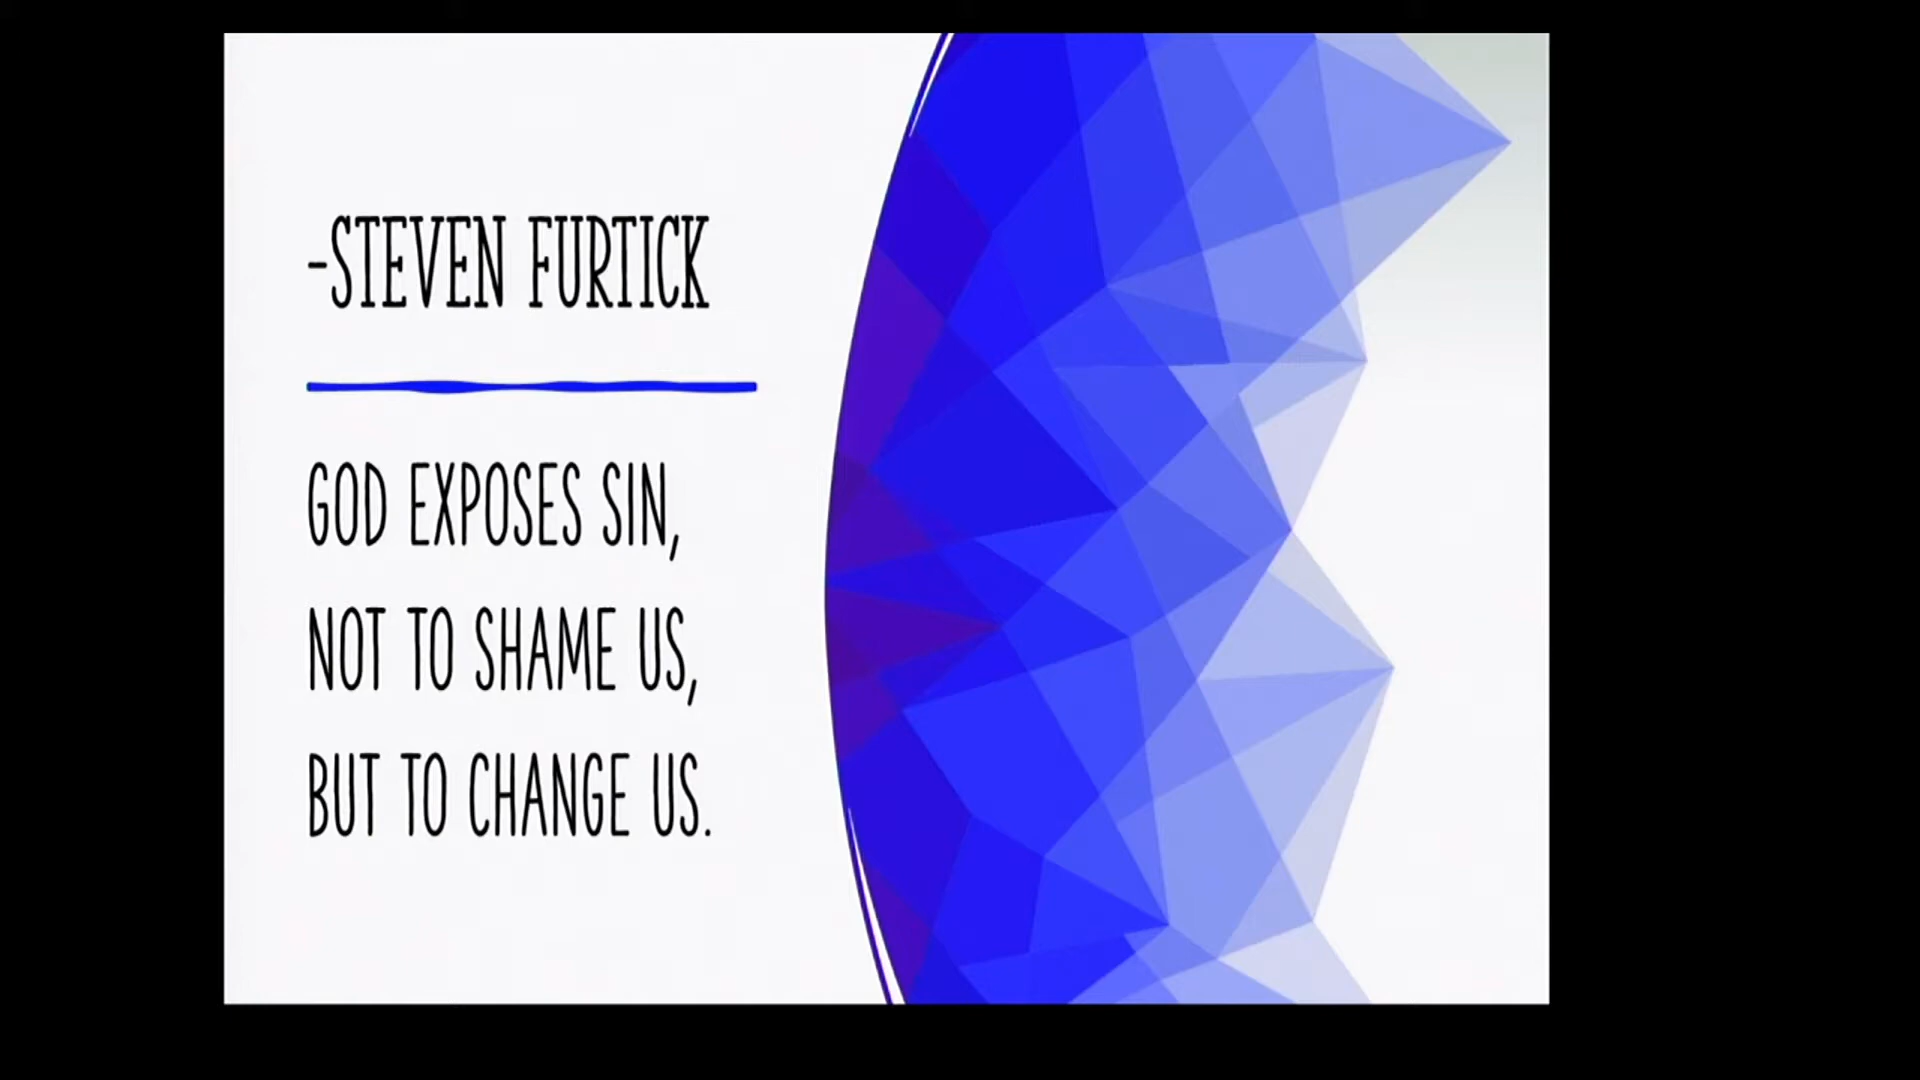 -STEVEN FURTICK
GOD EXPOSES SIN,
NOT TO SHAME US,
BUT TO CHANGE US.